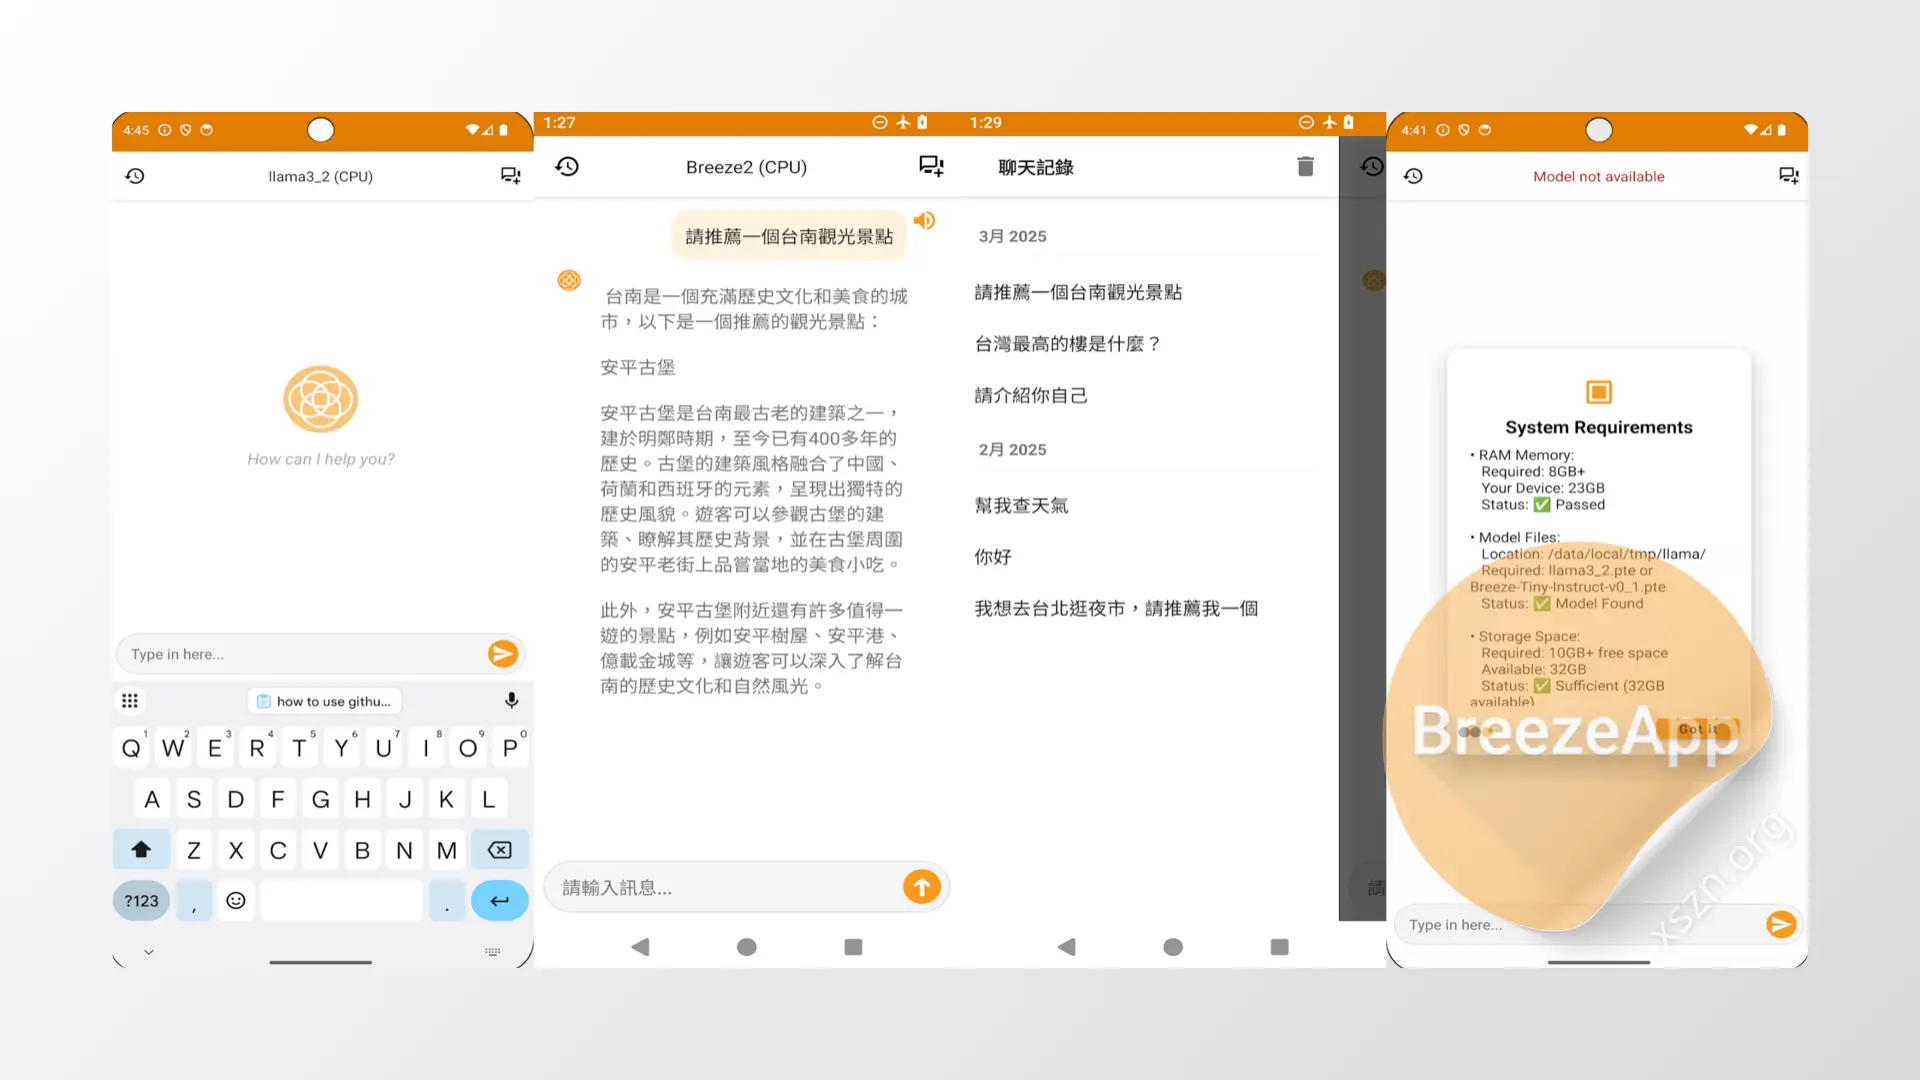 4:45
llama3_2 (CPU)
How can I help you?
Type in here...
how to use githu...
Q1 W2 E3 R4 T5 Y6 U7 I8 O9 P0
A S D F G H J K L
Z X C V B N M
?123 , .
1:27
Breeze2 (CPU)
請推薦一個台南觀光景點
台南是一個充滿歷史文化和美食的城
市，以下是一個推薦的觀光景點：
安平古堡
安平古堡是台南最古老的建築之一，
建於明鄭時期，至今已有400多年的
歷史。古堡的建築風格融合了中國、
荷蘭和西班牙的元素，呈現出獨特的
歷史風貌。遊客可以參觀古堡的建
築、瞭解其歷史背景，並在古堡周圍
的安平老街上品嘗當地的美食小吃。
此外，安平古堡附近還有許多值得一
遊的景點，例如安平樹屋、安平港、
億載金城等，讓遊客可以深入了解台
南的歷史文化和自然風光。
請輸入訊息...
1:29
聊天記錄
3月 2025
請推薦一個台南觀光景點
台灣最高的樓是什麼？
請介紹你自己
2月 2025
幫我查天氣
你好
我想去台北逛夜市，請推薦我一個
請
4:41
Model not available
System Requirements
• RAM Memory:
Required: 8GB+
Your Device: 23GB
Status: ✅ Passed
• Model Files:
Location: /data/local/tmp/llama/
Required: llama3_2.pte or
Breeze-Tiny-Instruct-v0_1.pte
Status: ✅ Model Found
• Storage Space:
Required: 10GB+ free space
Available: 32GB
Status: ✅ Sufficient (32GB
available)
Got it
BreezeApp
Type in here...
xszn.org